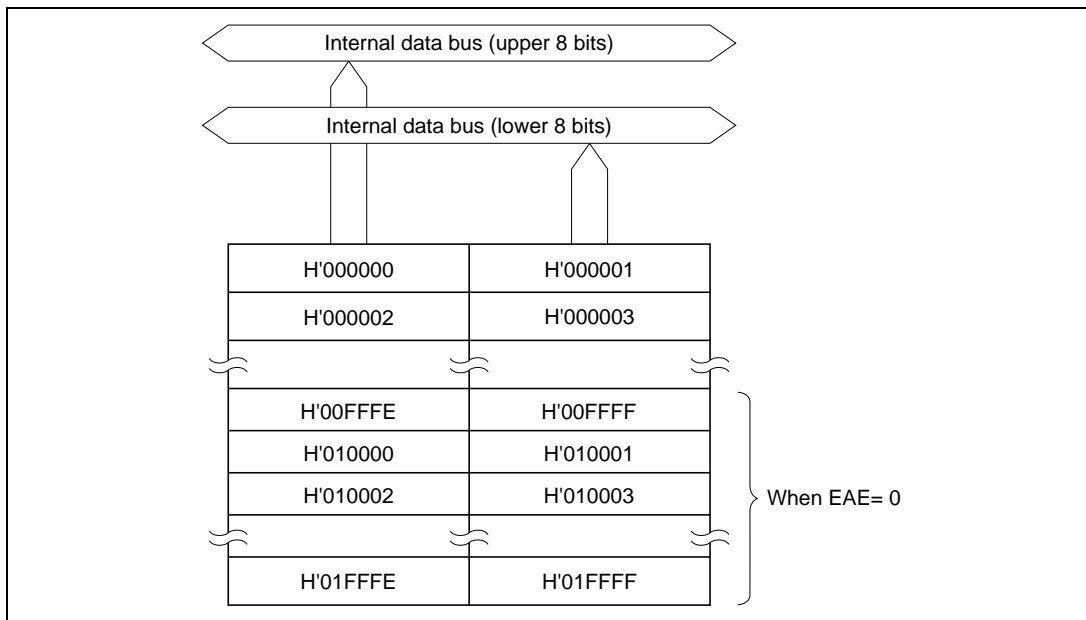 Internal data bus (upper 8 bits)
Internal data bus (lower 8 bits)
H'000000 H'000001
H'000002 H'000003
H'00FFFE H'00FFFF
H'010000 H'010001
H'010002 H'010003
When EAE= 0
H'01FFFE H'01FFFF